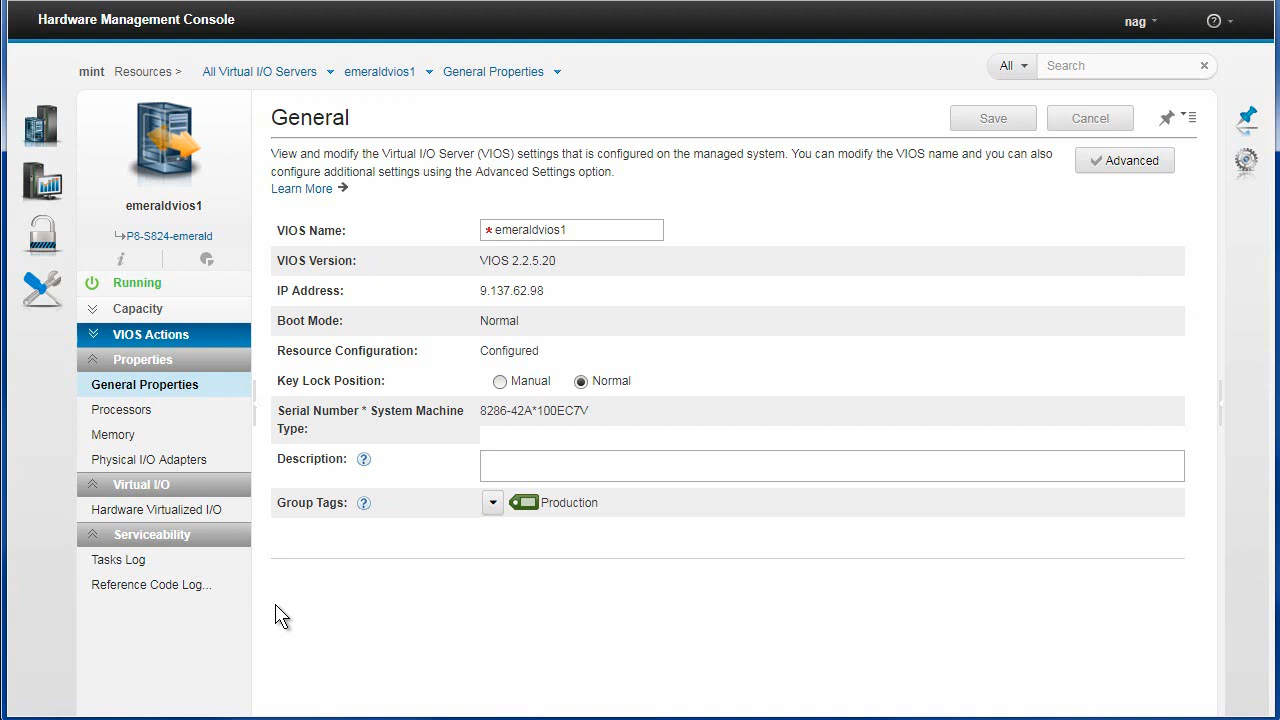 Hardware Management Console
nag
mint Resources > All Virtual I/O Servers emeraldvios1 General Properties
All Search
emeraldvios1
P8-S824-emerald
Running
Capacity
VIOS Actions
Properties
General Properties
Processors
Memory
Physical I/O Adapters
Virtual I/O
Hardware Virtualized I/O
Serviceability
Tasks Log
Reference Code Log...
General
Save Cancel
View and modify the Virtual I/O Server (VIOS) settings that is configured on the managed system. You can modify the VIOS name and you can also
configure additional settings using the Advanced Settings option.
Learn More
Advanced
VIOS Name: * emeraldvios1
VIOS Version: VIOS 2.2.5.20
IP Address: 9.137.62.98
Boot Mode: Normal
Resource Configuration: Configured
Key Lock Position: Manual Normal
Serial Number * System Machine 8286-42A*100EC7V
Type:
Description: ?
Group Tags: ? Production